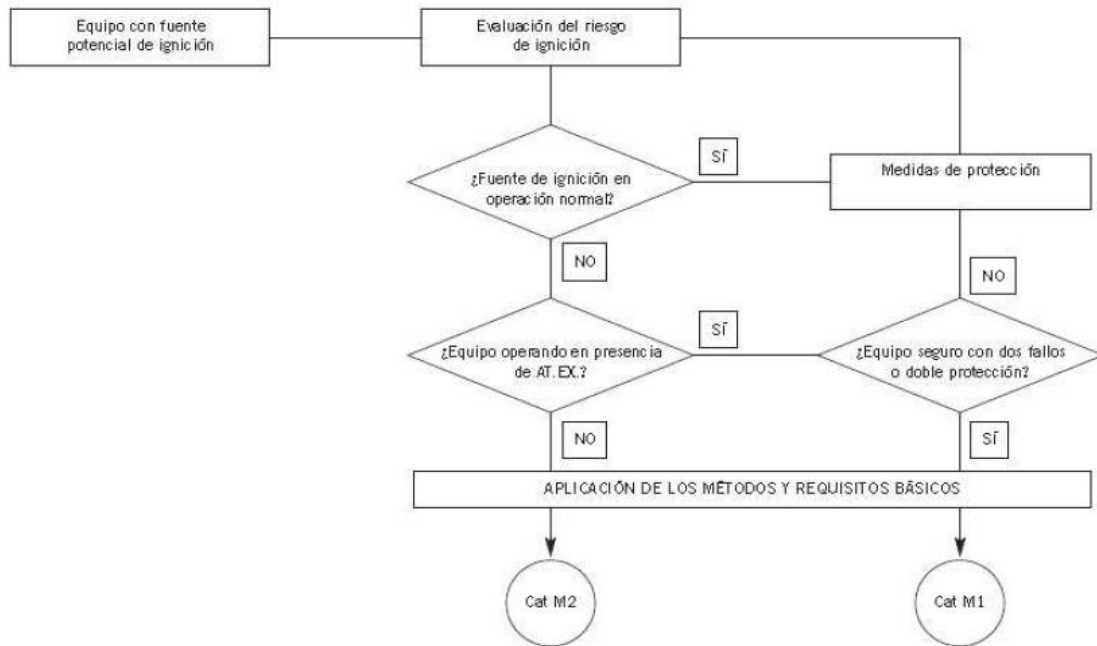 Equipo con fuente
potencial de ignición
Evaluación del riesgo
de ignición
SÍ
¿Fuente de ignición en
operación normal?
Medidas de protección
NO
NO
SÍ
¿Equipo operando en presencia
de AT.EX.?
¿Equipo seguro con dos fallos
o doble protección?
NO
SÍ
APLICACIÓN DE LOS MÉTODOS Y REQUISITOS BÁSICOS
Cat M2
Cat M1